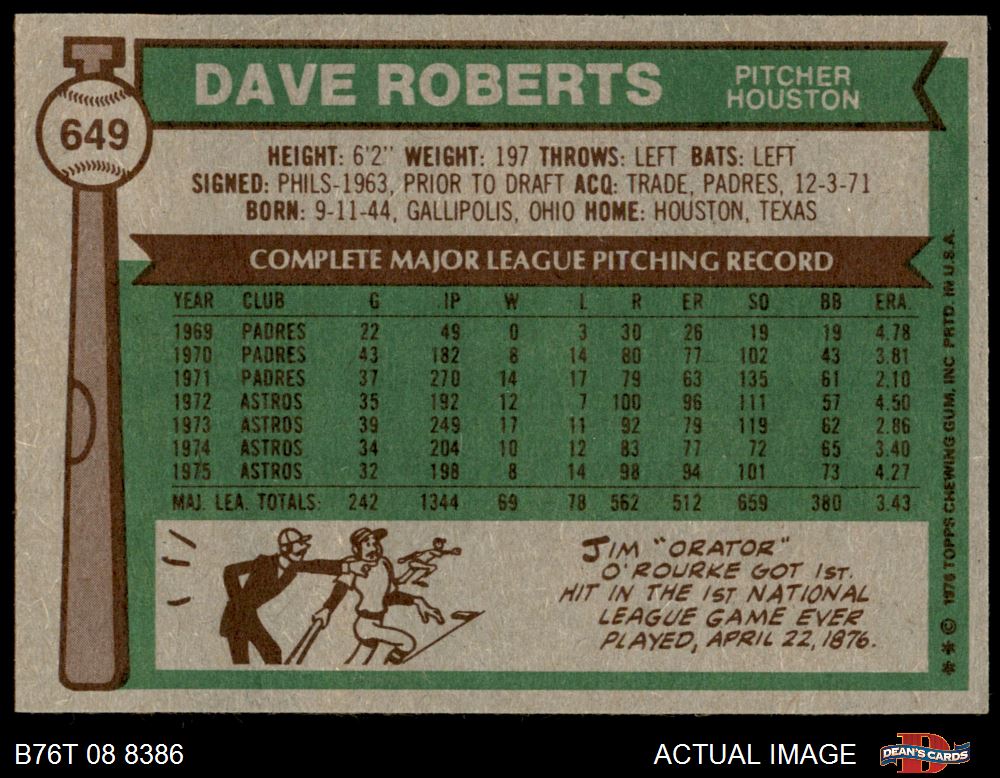 649
DAVE ROBERTS
PITCHER
HOUSTON
HEIGHT: 6'2" WEIGHT: 197 THROWS: LEFT BATS: LEFT
SIGNED: PHILS-1963, PRIOR TO DRAFT ACQ: TRADE, PADRES, 12-3-71
BORN: 9-11-44, GALLIPOLIS, OHIO HOME: HOUSTON, TEXAS
COMPLETE MAJOR LEAGUE PITCHING RECORD
YEAR CLUB G IP W L R ER SO BB ERA
1969 PADRES 22 49 0 3 30 26 19 19 4.78
1970 PADRES 43 182 8 14 80 77 102 43 3.81
1971 PADRES 37 270 14 17 79 63 135 61 2.10
1972 ASTROS 35 192 12 7 100 96 111 57 4.50
1973 ASTROS 39 249 17 11 92 79 119 62 2.86
1974 ASTROS 34 204 10 12 83 77 72 65 3.40
1975 ASTROS 32 198 8 14 98 94 101 73 4.27
MAJ. LEA. TOTALS: 242 1344 69 78 562 512 659 380 3.43
JIM "ORATOR"
O'ROURKE GOT 1ST.
HIT IN THE 1ST NATIONAL
LEAGUE GAME EVER
PLAYED, APRIL 22, 1876.
* * © 1976 TOPPS CHEWING GUM, INC. PRTD. IN U.S.A.
B76T 08 8386
ACTUAL IMAGE
DEAN'S CARDS